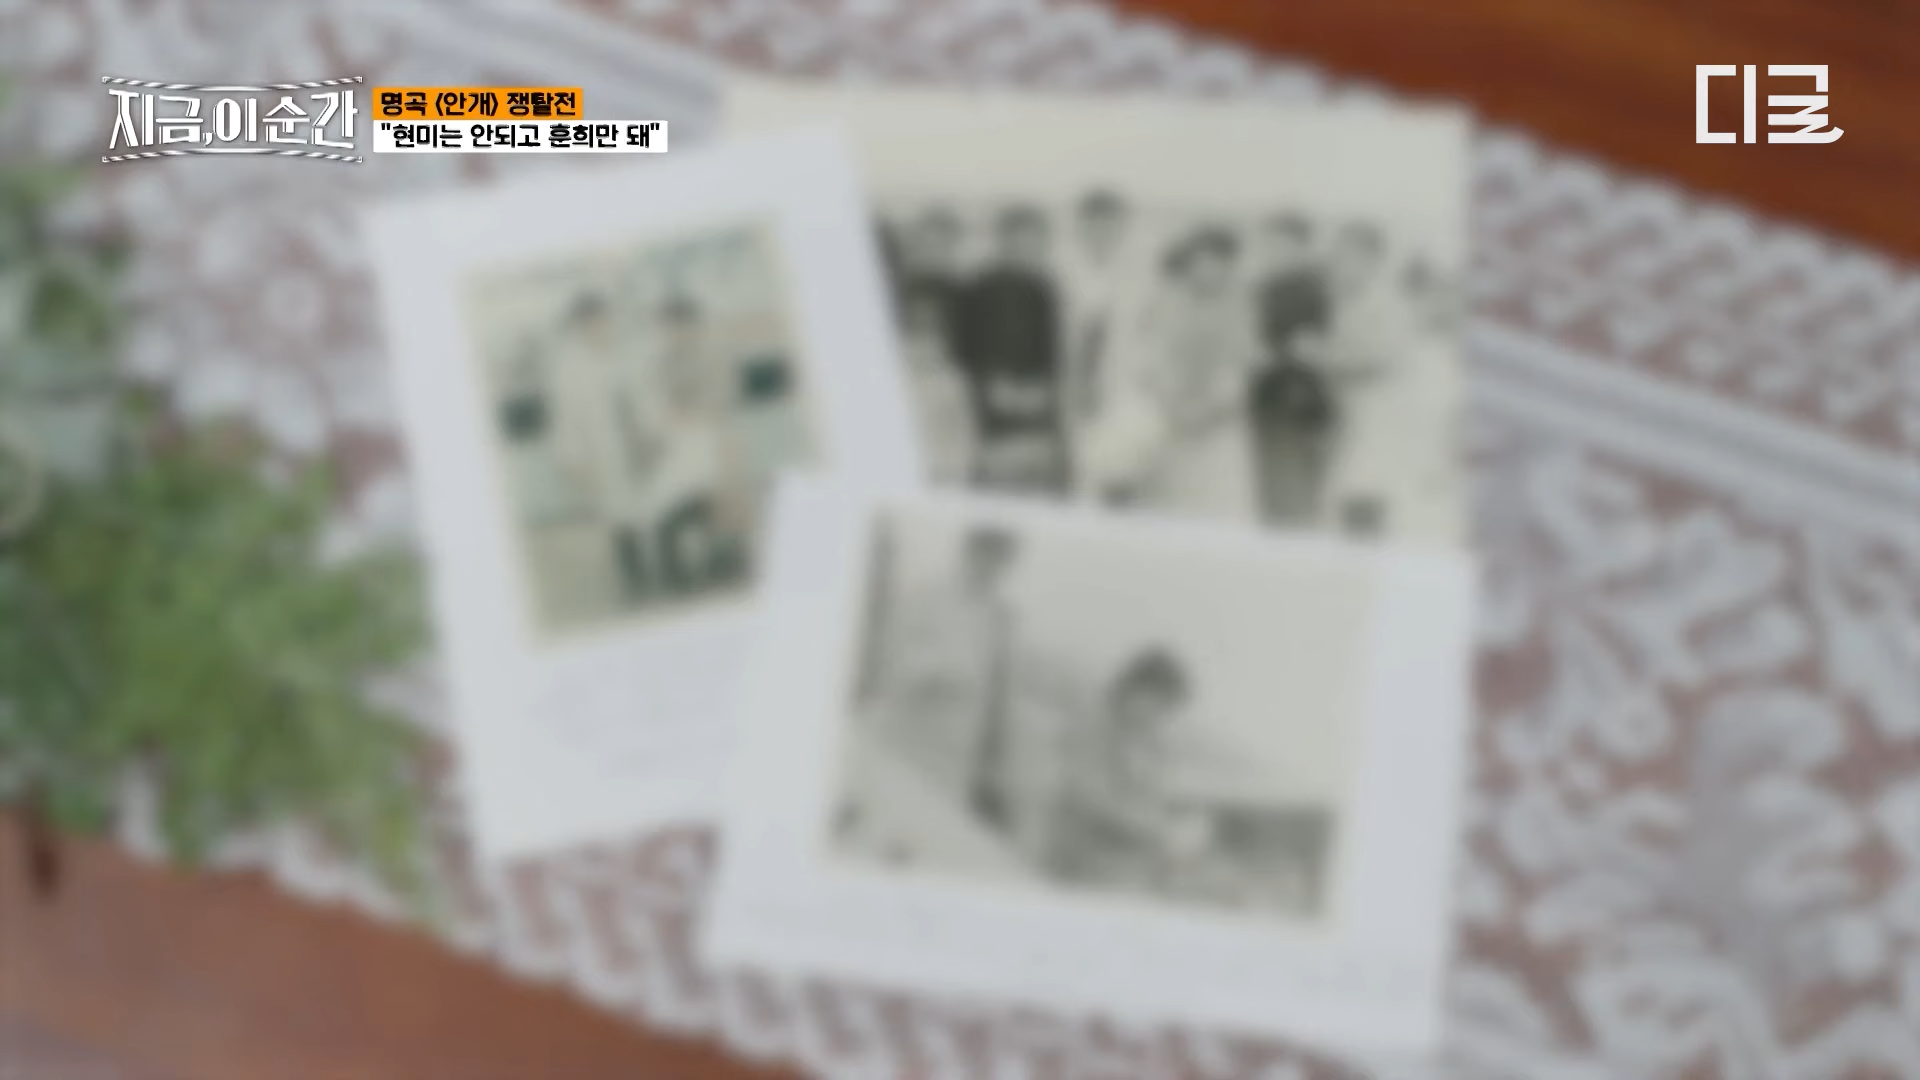 지금, 이 순간
명곡 <안개> 쟁탈전
"현미는 안되고 훈희만 돼"
디글